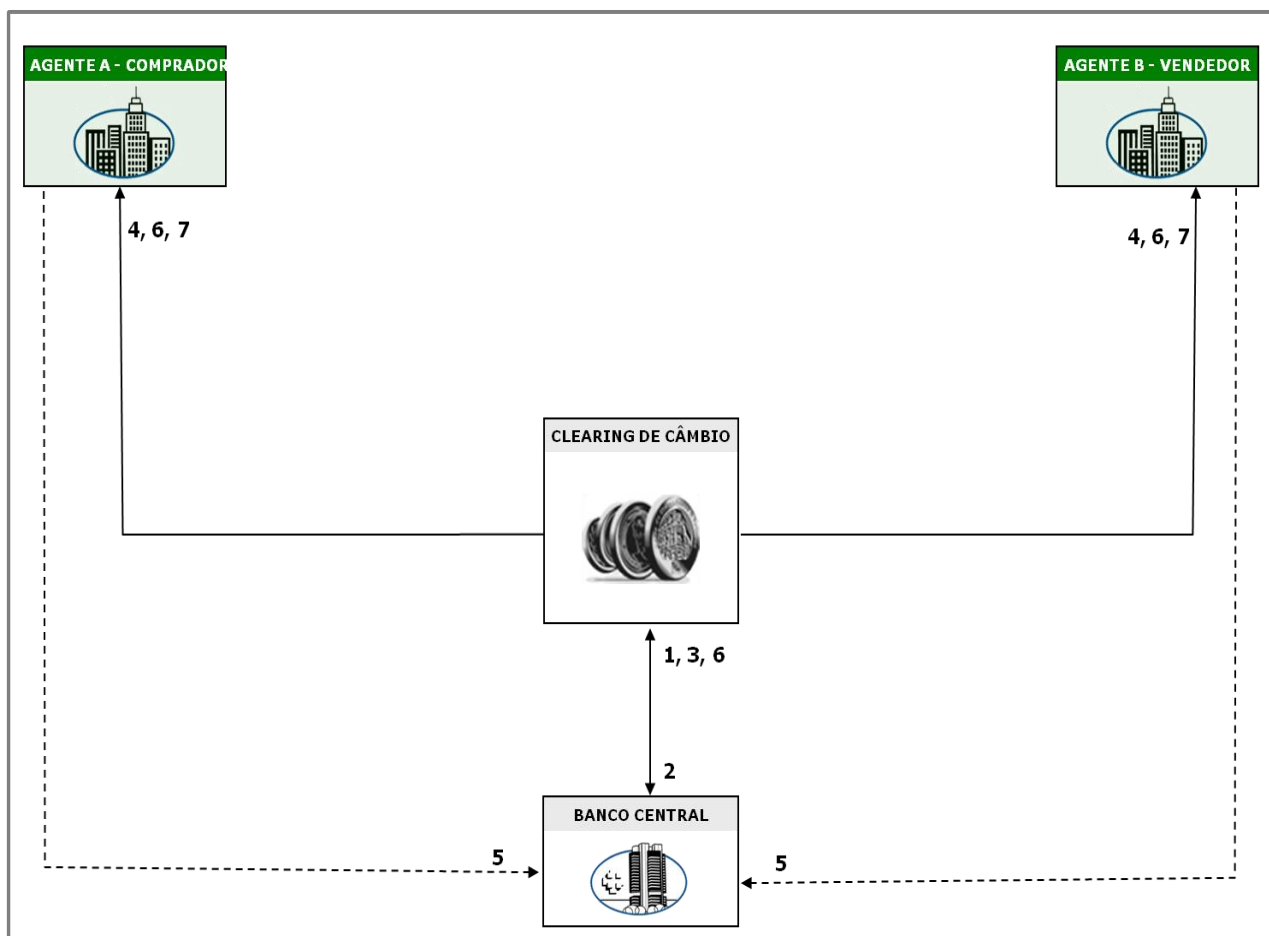 AGENTE A - COMPRADOR
AGENTE B - VENDEDOR
4, 6, 7
4, 6, 7
CLEARING DE CÂMBIO
1, 3, 6
2
BANCO CENTRAL
5
5